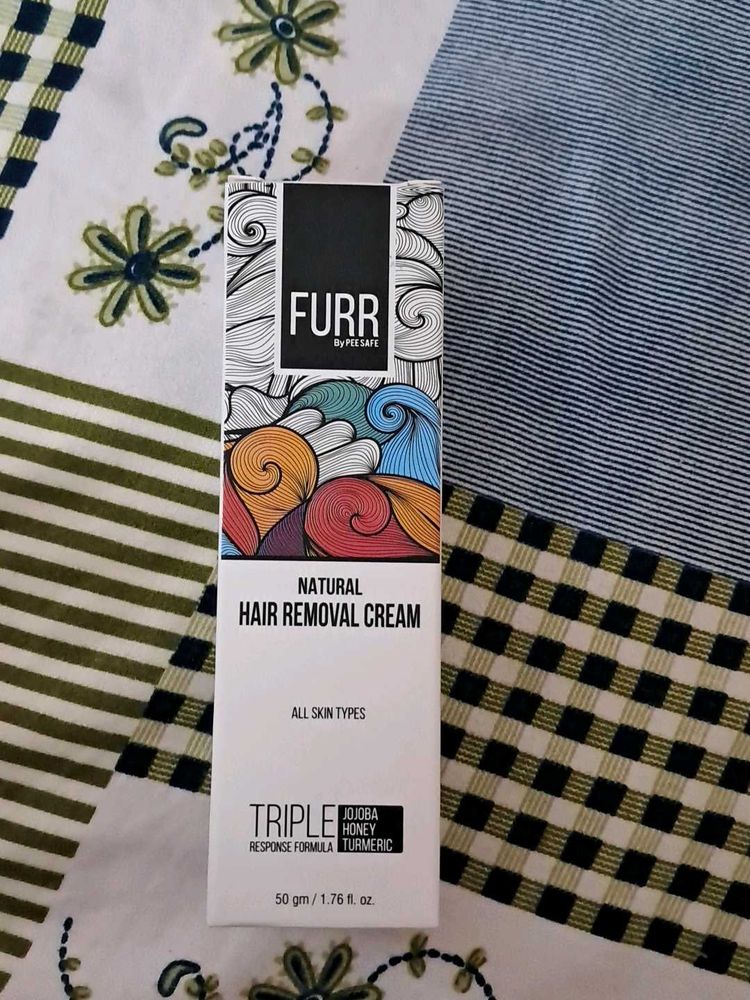 FURR
By PEE SAFE
NATURAL
HAIR REMOVAL CREAM
ALL SKIN TYPES
TRIPLE
RESPONSE FORMULA
JOJOBA
HONEY
TURMERIC
50 gm / 1.76 fl. oz.